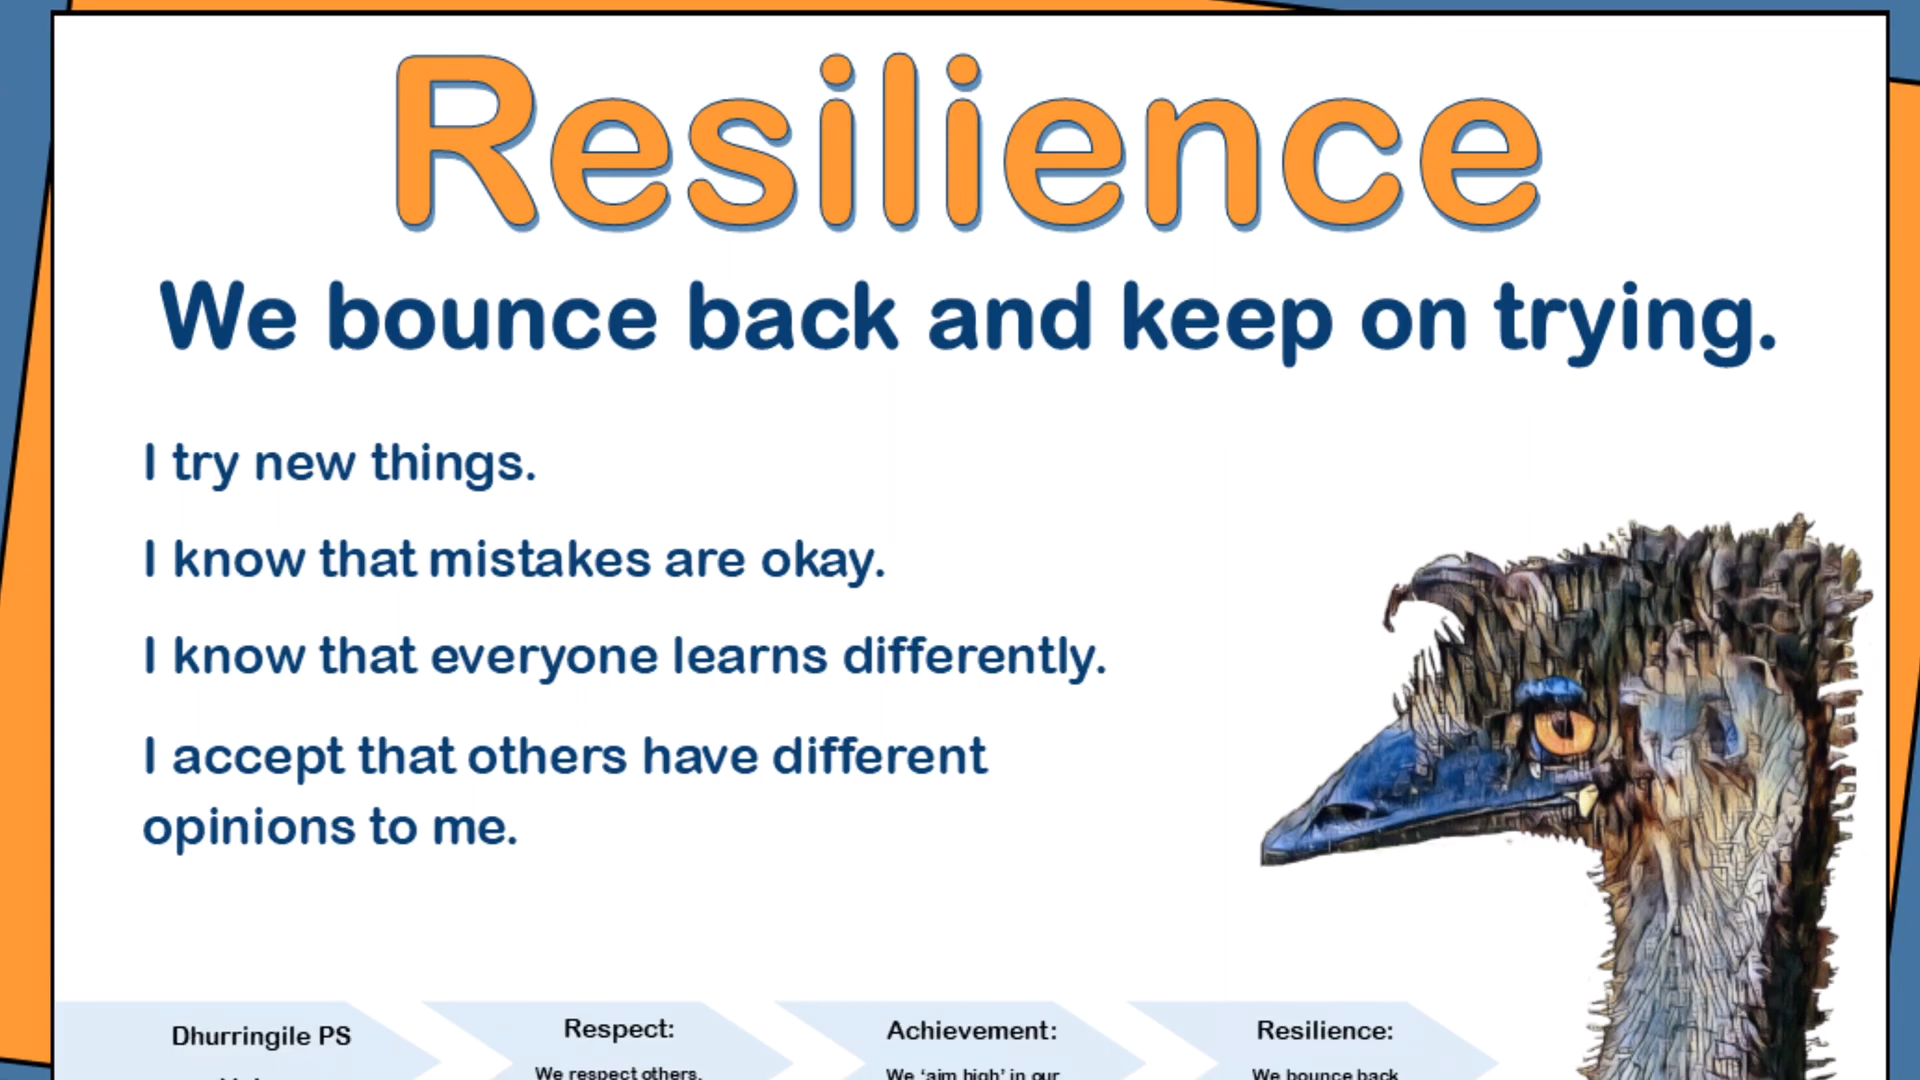 Resilience
We bounce back and keep on trying.
I try new things.
I know that mistakes are okay.
I know that everyone learns differently.
I accept that others have different
opinions to me.
Dhurringile PS
Respect:
Achievement:
Resilience:
We respect others,
We ‘aim high’ in our
We bounce back